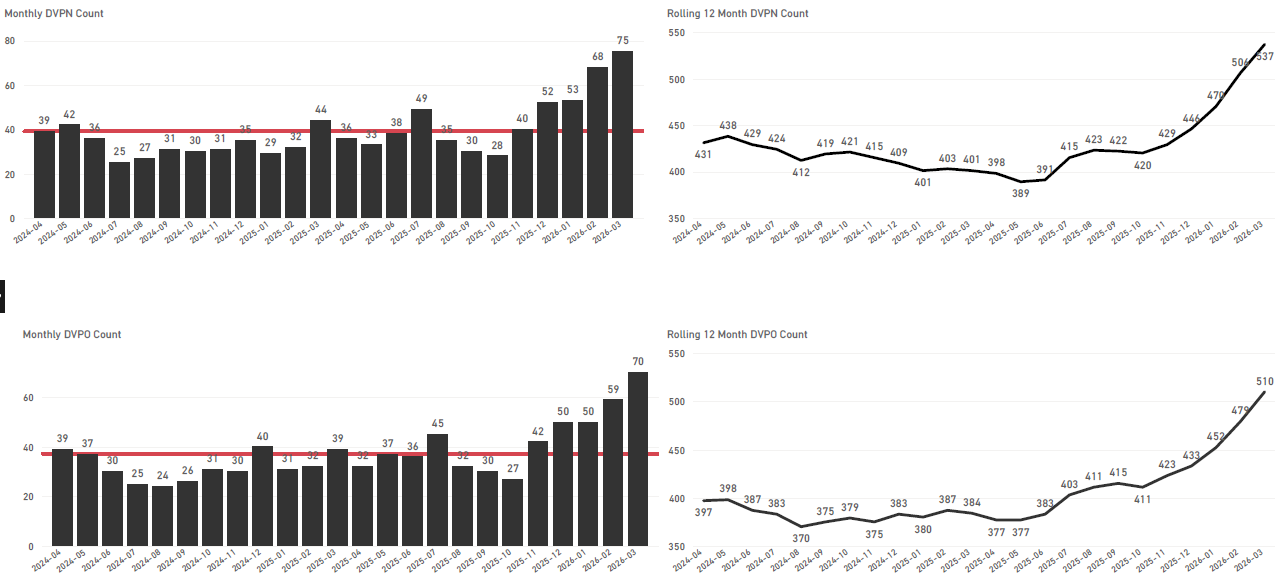 Monthly DVPN Count
80
60
40
20
0
39 42 36 25 27 31 30 31 35 29 32 44 36 33 38 49 35 30 28 40 52 53 68 75
2024-04 2024-05 2024-06 2024-07 2024-08 2024-09 2024-10 2024-11 2024-12 2025-01 2025-02 2025-03 2025-04 2025-05 2025-06 2025-07 2025-08 2025-09 2025-10 2025-11 2025-12 2026-01 2026-02 2026-03
Rolling 12 Month DVPN Count
550
500
450
400
350
431 438 429 424 412 419 421 415 409 401 403 401 398 389 391 415 423 422 420 429 446 470 506 537
2024-04 2024-05 2024-06 2024-07 2024-08 2024-09 2024-10 2024-11 2024-12 2025-01 2025-02 2025-03 2025-04 2025-05 2025-06 2025-07 2025-08 2025-09 2025-10 2025-11 2025-12 2026-01 2026-02 2026-03
Monthly DVPO Count
60
40
20
0
39 37 30 25 24 26 31 30 40 31 32 39 32 37 36 45 32 30 27 42 50 50 59 70
2024-04 2024-05 2024-06 2024-07 2024-08 2024-09 2024-10 2024-11 2024-12 2025-01 2025-02 2025-03 2025-04 2025-05 2025-06 2025-07 2025-08 2025-09 2025-10 2025-11 2025-12 2026-01 2026-02 2026-03
Rolling 12 Month DVPO Count
550
500
450
400
350
397 398 387 383 370 375 379 375 383 380 387 384 377 377 383 403 411 415 411 423 433 452 479 510
2024-04 2024-05 2024-06 2024-07 2024-08 2024-09 2024-10 2024-11 2024-12 2025-01 2025-02 2025-03 2025-04 2025-05 2025-06 2025-07 2025-08 2025-09 2025-10 2025-11 2025-12 2026-01 2026-02 2026-03